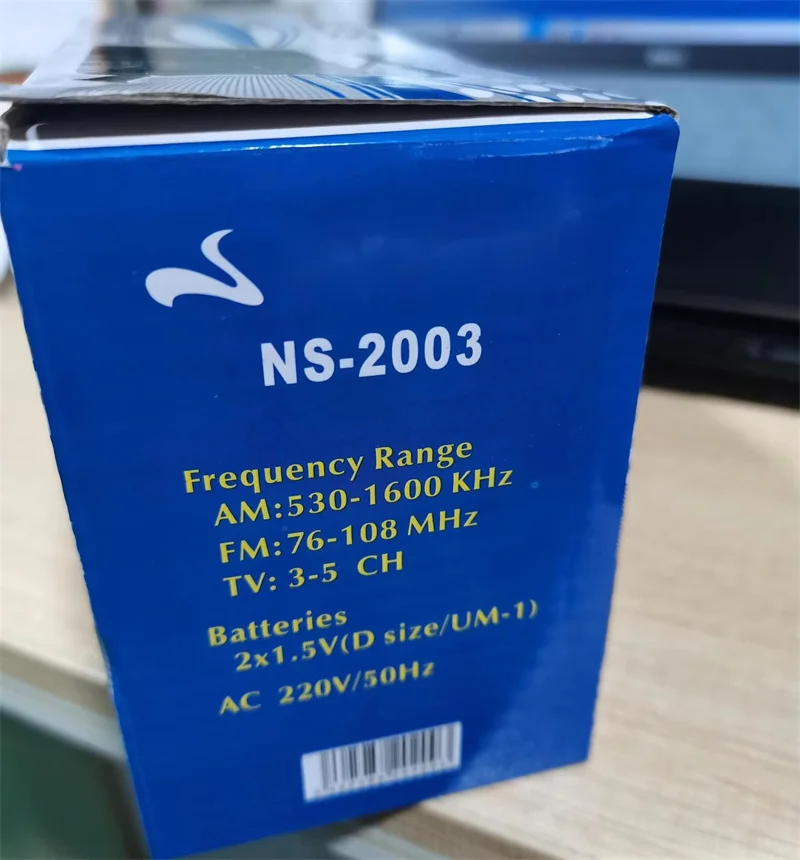 NS-2003
Frequency Range
AM:530-1600 KHz
FM:76-108 MHz
TV: 3-5 CH
Batteries
2x1.5V(D size/UM-1)
AC 220V/50Hz